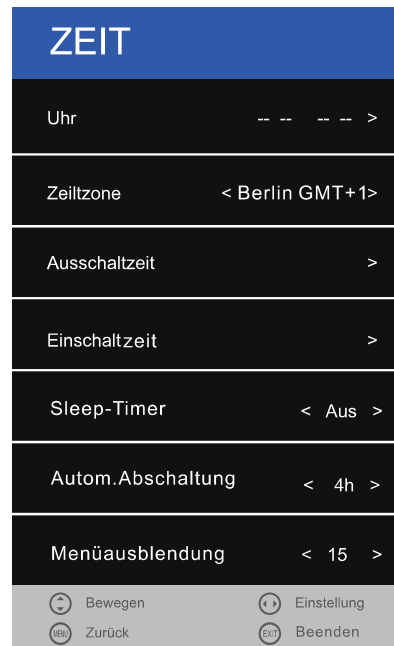 ZEIT
Uhr -- -- -- -- >
Zeiltzone < Berlin GMT+1>
Ausschaltzeit >
Einschaltzeit >
Sleep-Timer < Aus >
Autom.Abschaltung < 4h >
Menüausblendung < 15 >
Bewegen Einstellung
MENU Zurück EXIT Beenden